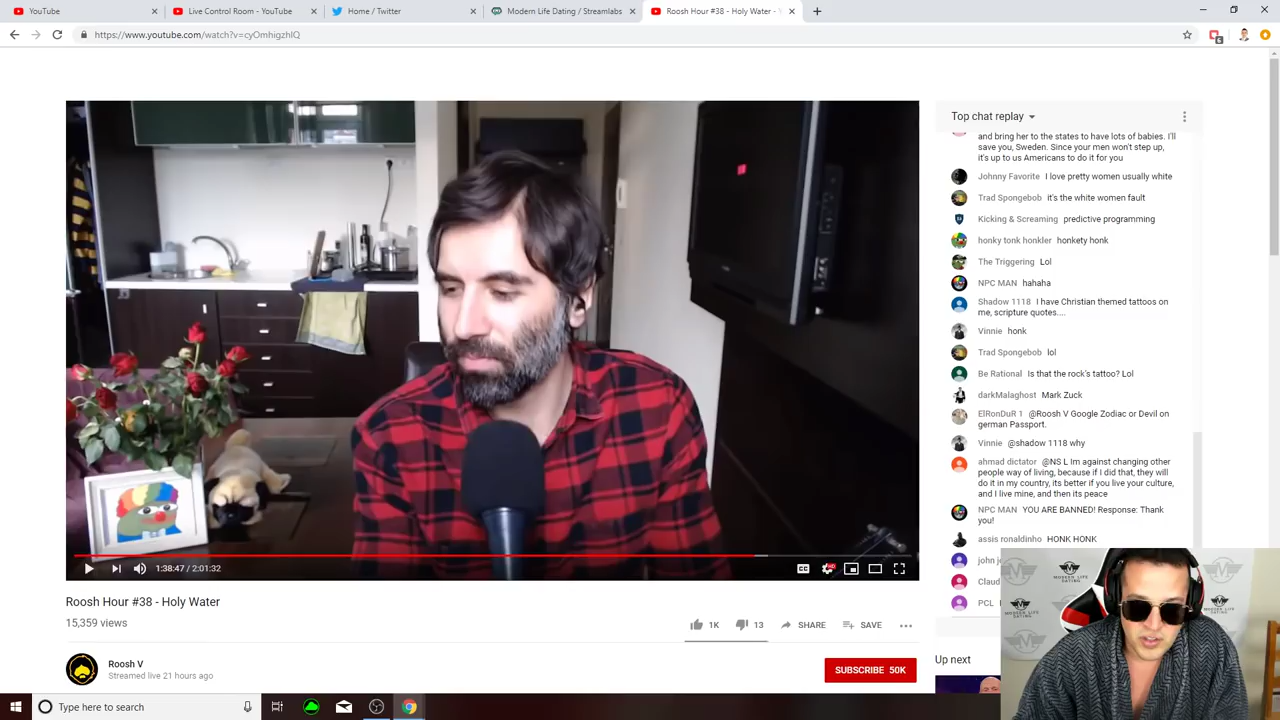 YouTube
Live Control Room - YouTube
Home / Twitter
Modern Life Dating / Streamlabs
Roosh Hour #38 - Holy Water -
https://www.youtube.com/watch?v=cyOmhigzhIQ
Top chat replay
and bring her to the states to have lots of babies. I'll
save you, Sweden. Since your men won't step up,
it's up to us Americans to do it for you
Johnny Favorite I love pretty women usually white
Trad Spongebob it's the white women fault
Kicking & Screaming predictive programming
honky tonk honkler honkety honk
The Triggering Lol
NPC MAN hahaha
Shadow 1118 I have Christian themed tattoos on
me, scripture quotes....
Vinnie honk
Trad Spongebob lol
Be Rational Is that the rock's tattoo? Lol
darkMalaghost Mark Zuck
ElRonDuR 1 @Roosh V Google Zodiac or Devil on
german Passport.
Vinnie @shadow 1118 why
ahmad dictator @NS L Im against changing other
people way of living, because if I did that, they will
do it in my country, its better if you live your culture,
and I live mine, and then its peace
NPC MAN YOU ARE BANNED! Response: Thank
you!
assis ronaldinho HONK HONK
john
Claud
PCL
1:38:47 / 2:01:32
Roosh Hour #38 - Holy Water
15,359 views
1K
13
SHARE
SAVE
Roosh V
Streamed live 21 hours ago
SUBSCRIBE 50K
Up next
MODERN LIFE
DATING
Type here to search